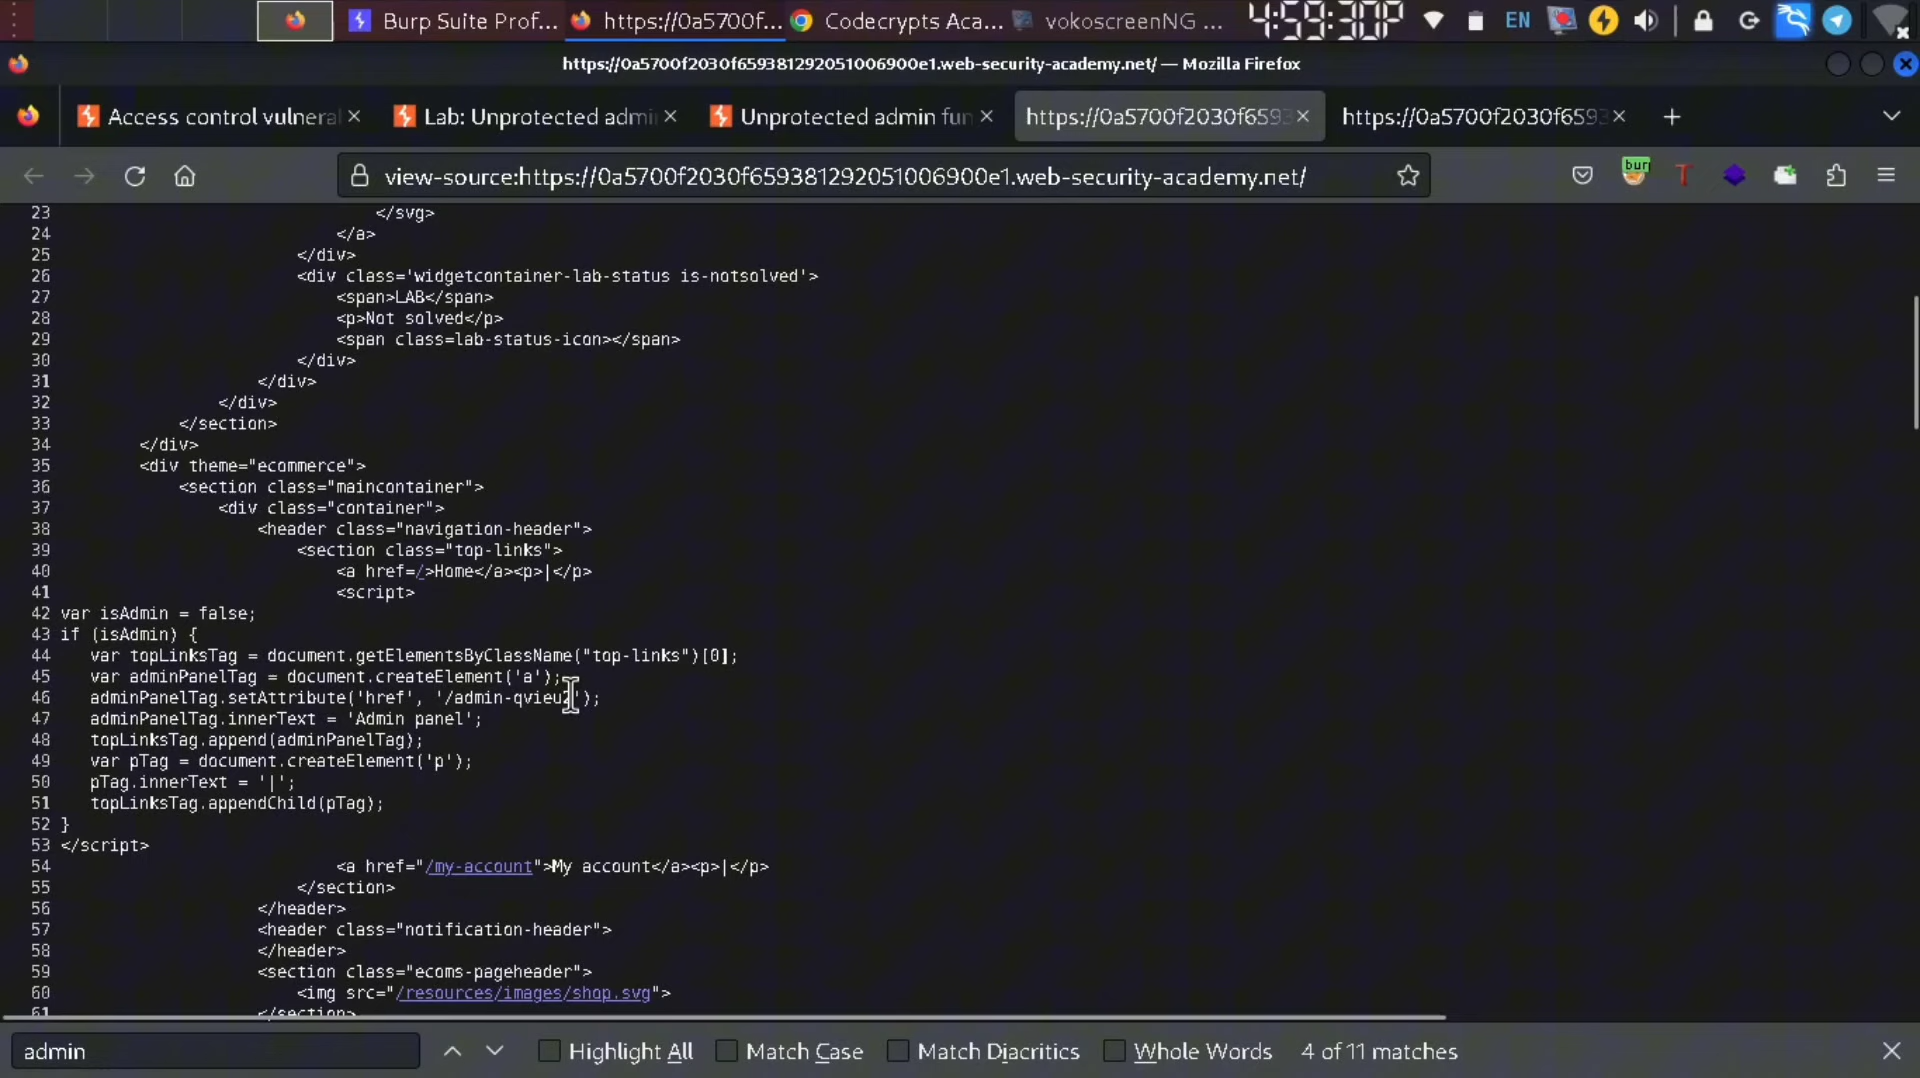 Burp Suite Prof... https://0a5700f... Codecrypts Aca... vokoscreenNG ... 4:59:30P EN
https://0a5700f2030f659381292051006900e1.web-security-academy.net/ — Mozilla Firefox
Access control vulnera Lab: Unprotected admi Unprotected admin fun https://0a5700f2030f6593 https://0a5700f2030f6593
view-source:https://0a5700f2030f659381292051006900e1.web-security-academy.net/ burp T
23 </svg>
24 </a>
25 </div>
26 <div class='widgetcontainer-lab-status is-notsolved'>
27 <span>LAB</span>
28 <p>Not solved</p>
29 <span class=lab-status-icon></span>
30 </div>
31 </div>
32 </div>
33 </section>
34 </div>
35 <div theme="ecommerce">
36 <section class="maincontainer">
37 <div class="container">
38 <header class="navigation-header">
39 <section class="top-links">
40 <a href=/>Home</a><p>|</p>
41 <script>
42 var isAdmin = false;
43 if (isAdmin) {
44 var topLinksTag = document.getElementsByClassName("top-links")[0];
45 var adminPanelTag = document.createElement('a');
46 adminPanelTag.setAttribute('href', '/admin-qvieu2');
47 adminPanelTag.innerText = 'Admin panel';
48 topLinksTag.append(adminPanelTag);
49 var pTag = document.createElement('p');
50 pTag.innerText = '|';
51 topLinksTag.appendChild(pTag);
52 }
53 </script>
54 <a href="/my-account">My account</a><p>|</p>
55 </section>
56 </header>
57 <header class="notification-header">
58 </header>
59 <section class="ecoms-pageheader">
60 <img src="/resources/images/shop.svg">
61 </section>
admin Highlight All Match Case Match Diacritics Whole Words 4 of 11 matches